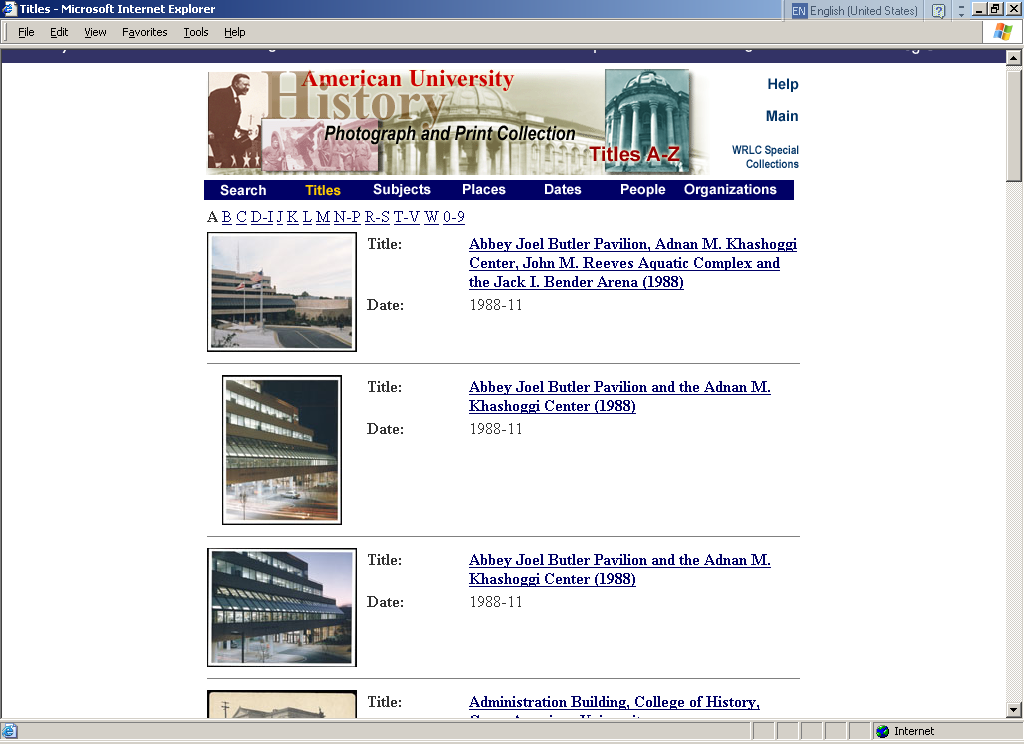 Titles - Microsoft Internet Explorer
EN English (United States)
File Edit View Favorites Tools Help
American University
History
Photograph and Print Collection
Titles A-Z
Help
Main
WRLC Special
Collections
Search Titles Subjects Places Dates People Organizations
A B C D-I J K L M N-P R-S T-V W 0-9
Title: Abbey Joel Butler Pavilion, Adnan M. Khashoggi
Center, John M. Reeves Aquatic Complex and
the Jack I. Bender Arena (1988)
Date: 1988-11
Title: Abbey Joel Butler Pavilion and the Adnan M.
Khashoggi Center (1988)
Date: 1988-11
Title: Abbey Joel Butler Pavilion and the Adnan M.
Khashoggi Center (1988)
Date: 1988-11
Title: Administration Building, College of History,
Internet